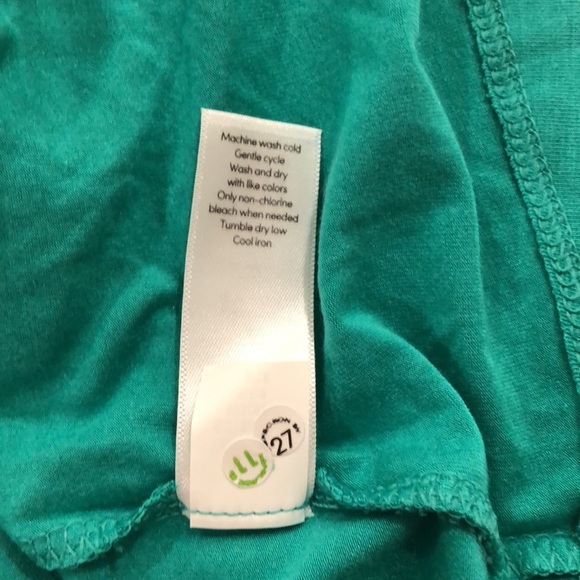 Machine wash cold
Gentle cycle
Wash and dry
with like colors
Only non-chlorine
bleach when needed
Tumble dry low
Cool iron
27